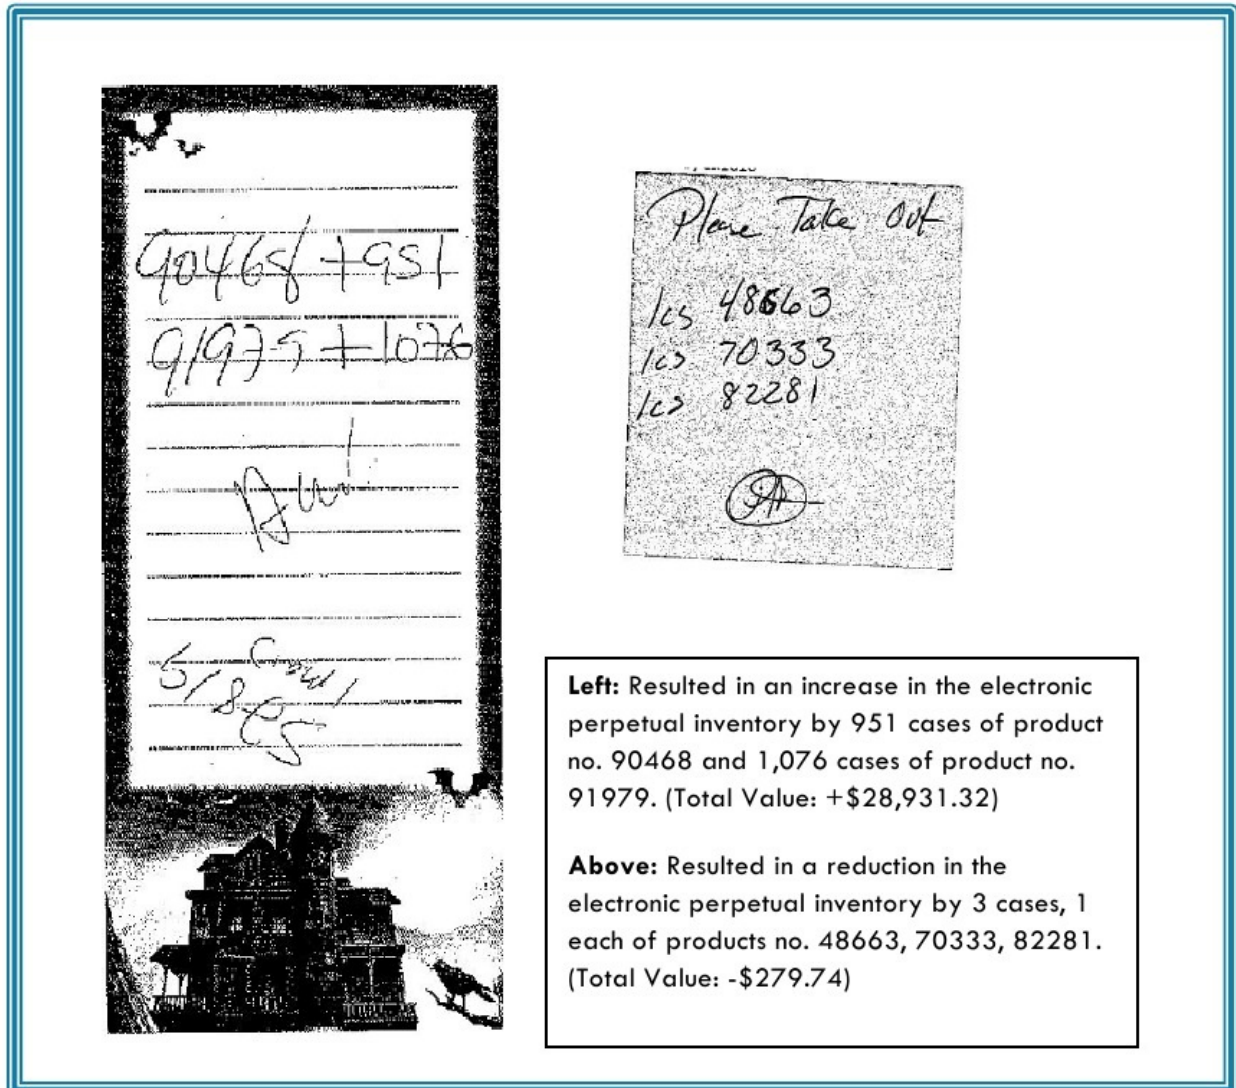 90468 +951
91979 +1076
5/8
Please Take Out
1cs 48663
1cs 70333
1cs 82281
Left: Resulted in an increase in the electronic
perpetual inventory by 951 cases of product
no. 90468 and 1,076 cases of product no.
91979. (Total Value: +$28,931.32)
Above: Resulted in a reduction in the
electronic perpetual inventory by 3 cases, 1
each of products no. 48663, 70333, 82281.
(Total Value: -$279.74)